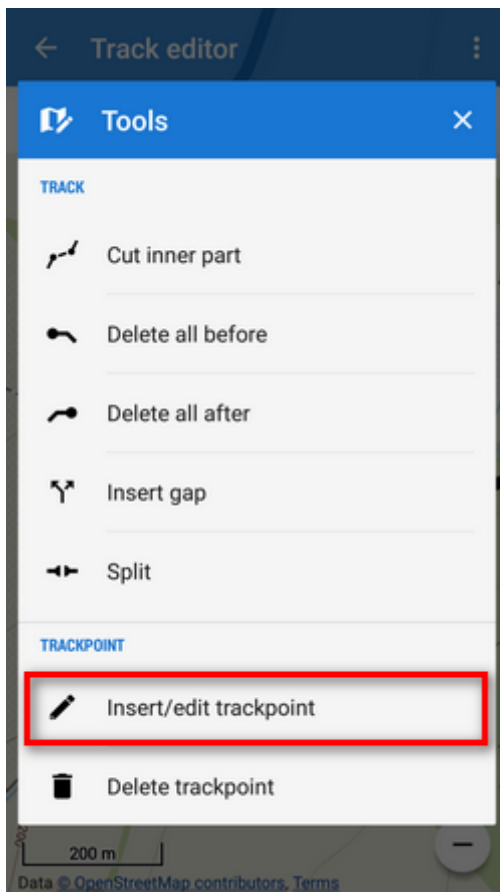 Track editor
Tools
TRACK
Cut inner part
Delete all before
Delete all after
Insert gap
Split
TRACKPOINT
Insert/edit trackpoint
Delete trackpoint
200 m
Data © OpenStreetMap contributors, Terms